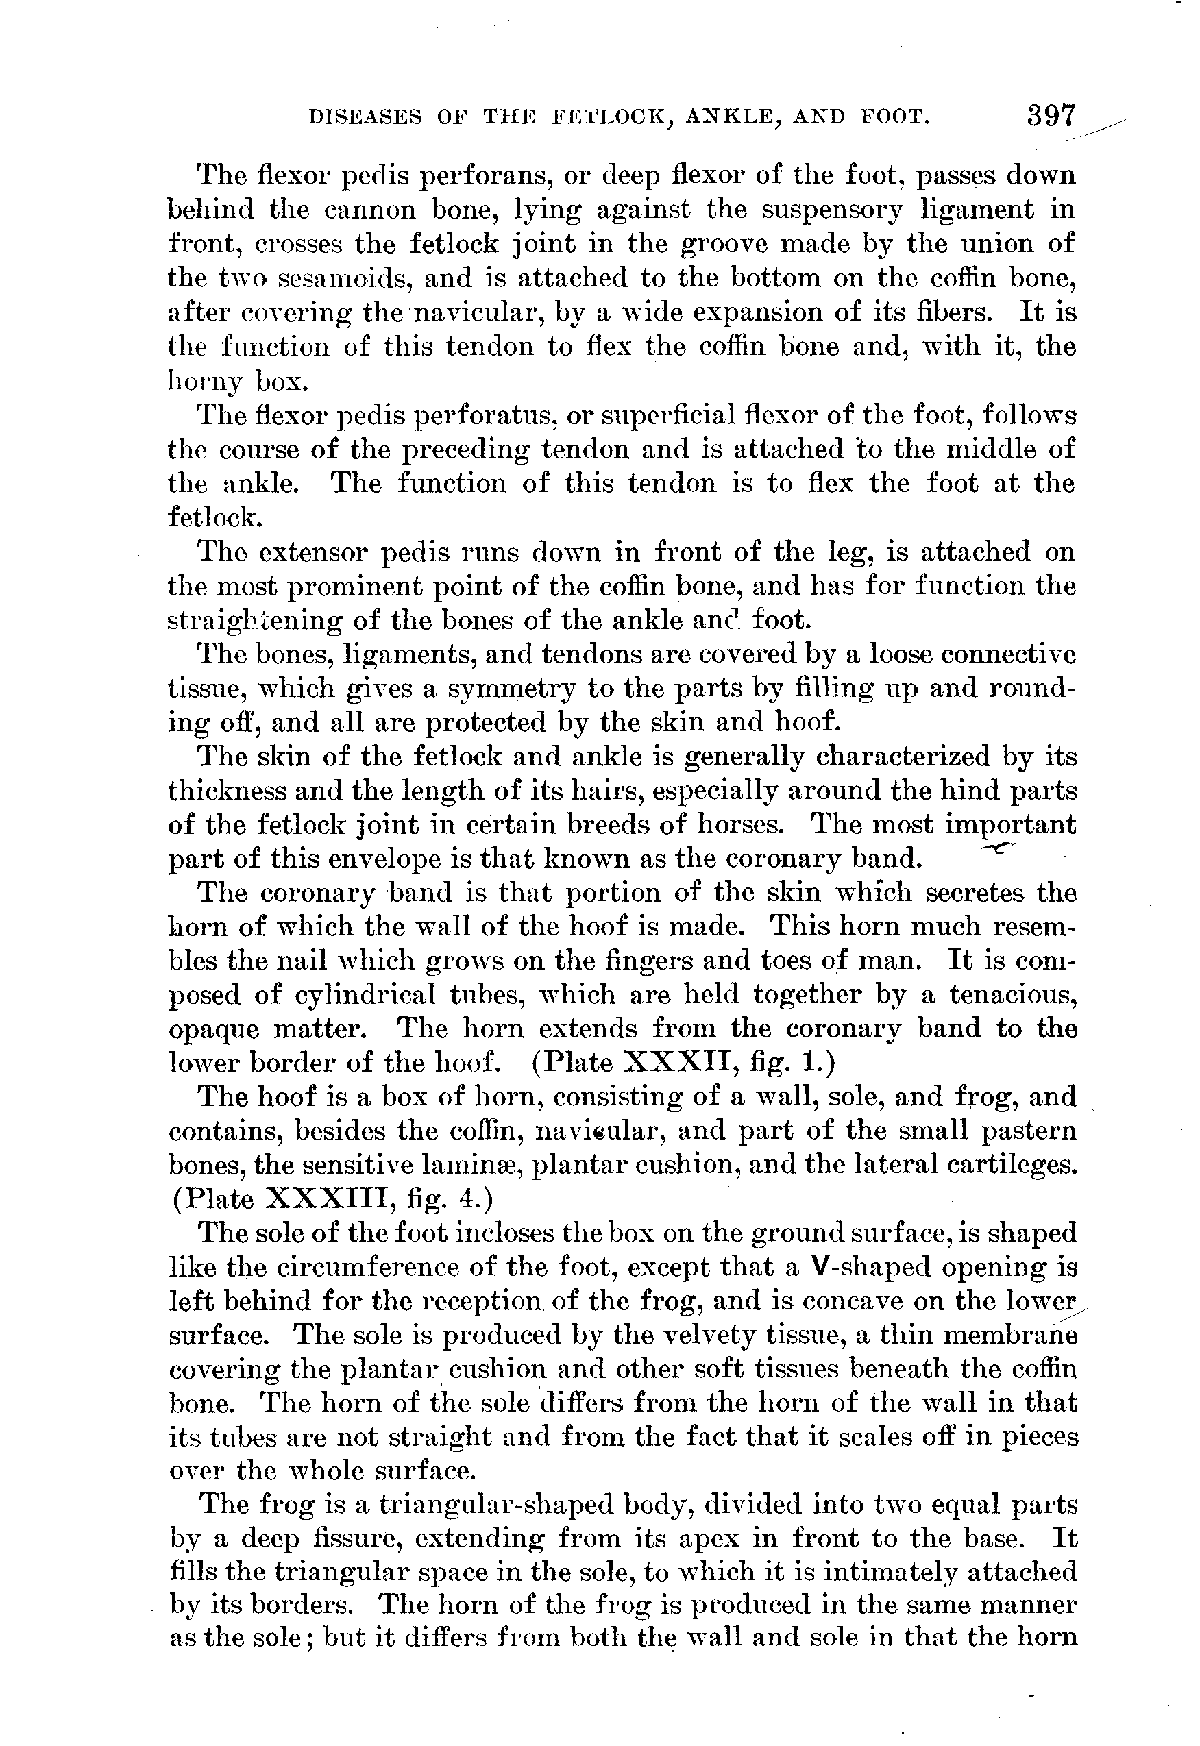 DISEASES OF THE FETLOCK, ANKLE, AND FOOT. 397
The flexor pedis perforans, or deep flexor of the foot, passes down
behind the cannon bone, lying against the suspensory ligament in
front, crosses the fetlock joint in the groove made by the union of
the two sesamoids, and is attached to the bottom on the coffin bone,
after covering the navicular, by a wide expansion of its fibers. It is
the function of this tendon to flex the coffin bone and, with it, the
horny box.
The flexor pedis perforatus, or superficial flexor of the foot, follows
the course of the preceding tendon and is attached to the middle of
the ankle. The function of this tendon is to flex the foot at the
fetlock.
The extensor pedis runs down in front of the leg, is attached on
the most prominent point of the coffin bone, and has for function the
straightening of the bones of the ankle and foot.
The bones, ligaments, and tendons are covered by a loose connective
tissue, which gives a symmetry to the parts by filling up and round-
ing off, and all are protected by the skin and hoof.
The skin of the fetlock and ankle is generally characterized by its
thickness and the length of its hairs, especially around the hind parts
of the fetlock joint in certain breeds of horses. The most important
part of this envelope is that known as the coronary band.
The coronary band is that portion of the skin which secretes the
horn of which the wall of the hoof is made. This horn much resem-
bles the nail which grows on the fingers and toes of man. It is com-
posed of cylindrical tubes, which are held together by a tenacious,
opaque matter. The horn extends from the coronary band to the
lower border of the hoof. (Plate XXXII, fig. 1.)
The hoof is a box of horn, consisting of a wall, sole, and frog, and
contains, besides the coffin, navicular, and part of the small pastern
bones, the sensitive laminæ, plantar cushion, and the lateral cartileges.
(Plate XXXIII, fig. 4.)
The sole of the foot incloses the box on the ground surface, is shaped
like the circumference of the foot, except that a V-shaped opening is
left behind for the reception of the frog, and is concave on the lower
surface. The sole is produced by the velvety tissue, a thin membrane
covering the plantar cushion and other soft tissues beneath the coffin
bone. The horn of the sole differs from the horn of the wall in that
its tubes are not straight and from the fact that it scales off in pieces
over the whole surface.
The frog is a triangular-shaped body, divided into two equal parts
by a deep fissure, extending from its apex in front to the base. It
fills the triangular space in the sole, to which it is intimately attached
by its borders. The horn of the frog is produced in the same manner
as the sole; but it differs from both the wall and sole in that the horn